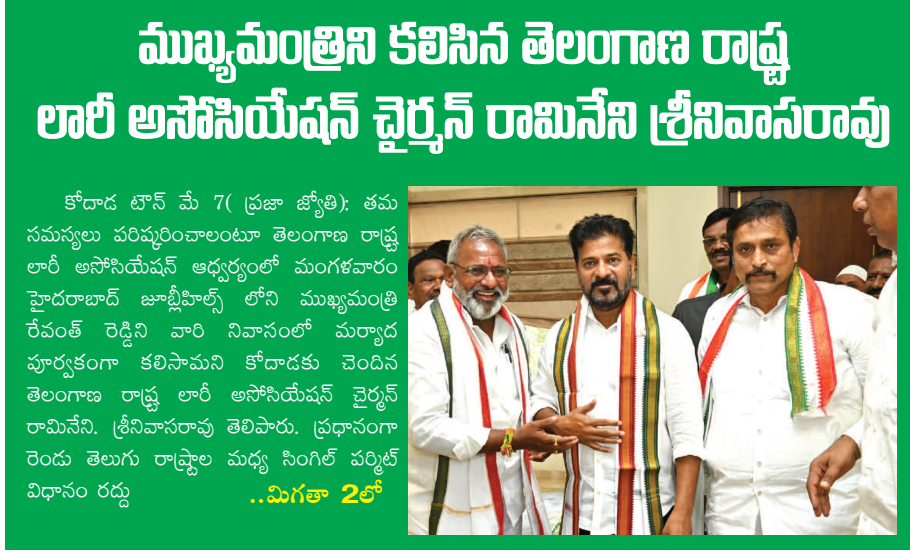 ముఖ్యమంత్రిని కలిసిన తెలంగాణ రాష్ట్ర
లారీ అసోసియేషన్ చైర్మన్ రామినేని శ్రీనివాసరావు
కోదాడ టౌన్ మే 7( ప్రజా జ్యోతి): తమ
సమస్యలు పరిష్కరించాలంటూ తెలంగాణ రాష్ట్ర
లారీ అసోసియేషన్ ఆధ్వర్యంలో మంగళవారం
హైదరాబాద్ జూబ్లీహిల్స్ లోని ముఖ్యమంత్రి
రేవంత్ రెడ్డిని వారి నివాసంలో మర్యాద
పూర్వకంగా కలిసామని కోదాడకు చెందిన
తెలంగాణ రాష్ట్ర లారీ అసోసియేషన్ చైర్మన్
రామినేని. శ్రీనివాసరావు తెలిపారు. ప్రధానంగా
రెండు తెలుగు రాష్ట్రాల మధ్య సింగిల్ పర్మిట్
విధానం రద్దు ..మిగతా 2లో